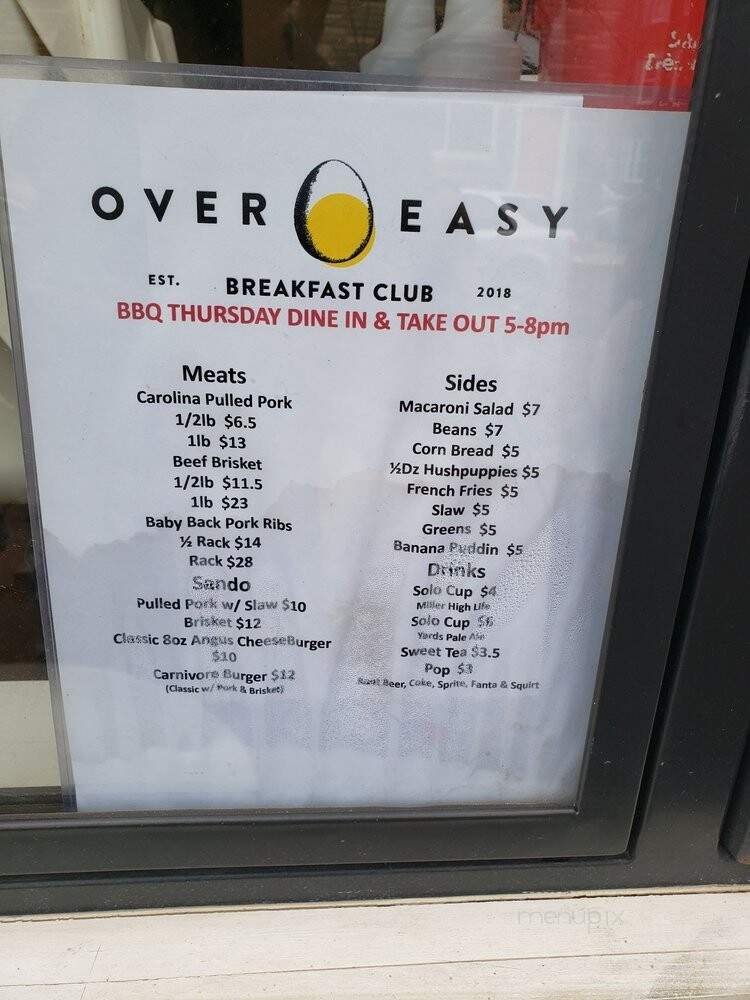 OVER EASY
EST. BREAKFAST CLUB 2018
BBQ THURSDAY DINE IN & TAKE OUT 5-8pm
Meats
Carolina Pulled Pork
1/2lb $6.5
1lb $13
Beef Brisket
1/2lb $11.5
1lb $23
Baby Back Pork Ribs
½ Rack $14
Rack $28
Sando
Pulled Pork w/ Slaw $10
Brisket $12
Classic 8oz Angus CheeseBurger
$10
Carnivore Burger $12
(Classic w/ Pork & Brisket)
Sides
Macaroni Salad $7
Beans $7
Corn Bread $5
½Dz Hushpuppies $5
French Fries $5
Slaw $5
Greens $5
Banana Puddin $5
Drinks
Solo Cup $4
Miller High Life
Solo Cup $6
Yards Pale Ale
Sweet Tea $3.5
Pop $3
Root Beer, Coke, Sprite, Fanta & Squirt
menupix